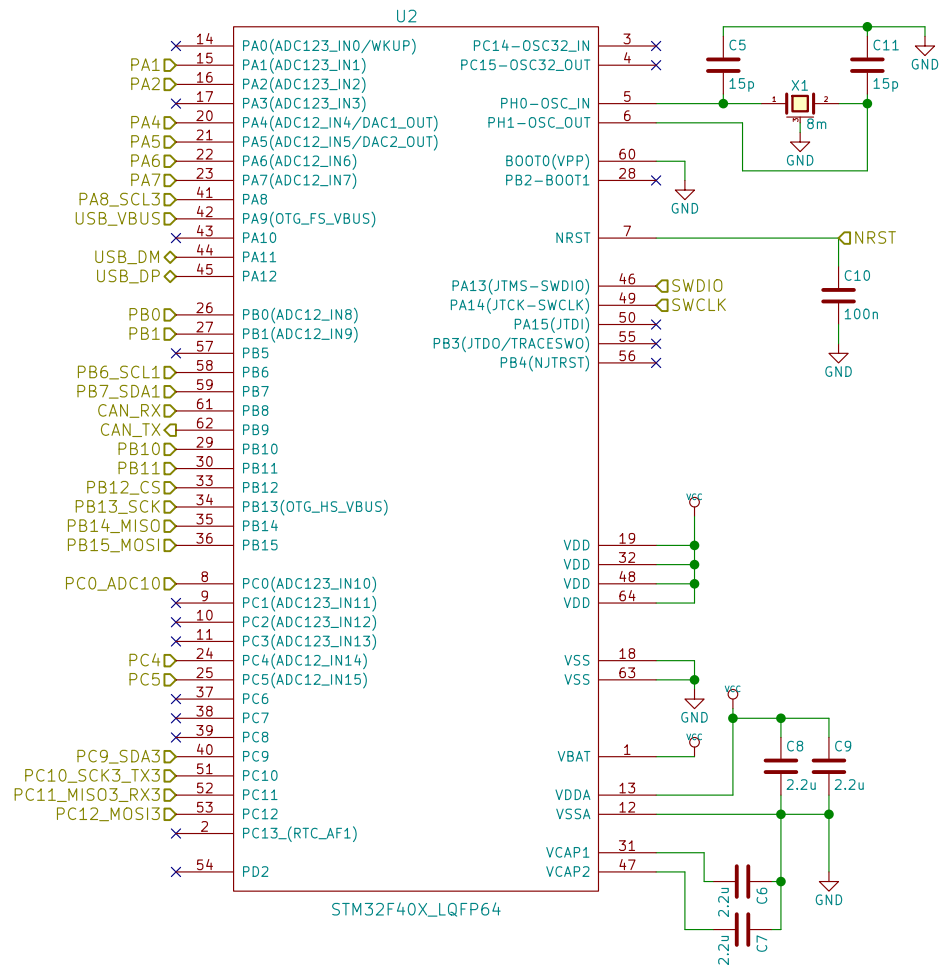 U2
PA0(ADC123_IN0/WKUP) 14
PA1 15 PA1(ADC123_IN1)
PA2 16 PA2(ADC123_IN2)
17 PA3(ADC123_IN3)
PA4 20 PA4(ADC12_IN4/DAC1_OUT)
PA5 21 PA5(ADC12_IN5/DAC2_OUT)
PA6 22 PA6(ADC12_IN6)
PA7 23 PA7(ADC12_IN7)
PA8_SCL3 41 PA8
USB_VBUS 42 PA9(OTG_FS_VBUS)
43 PA10
USB_DM 44 PA11
USB_DP 45 PA12
PB0 26 PB0(ADC12_IN8)
PB1 27 PB1(ADC12_IN9)
57 PB5
PB6_SCL1 58 PB6
PB7_SDA1 59 PB7
CAN_RX 61 PB8
CAN_TX 62 PB9
PB10 29 PB10
PB11 30 PB11
PB12_CS 33 PB12
PB13_SCK 34 PB13(OTG_HS_VBUS)
PB14_MISO 35 PB14
PB15_MOSI 36 PB15
PC0_ADC10 8 PC0(ADC123_IN10)
9 PC1(ADC123_IN11)
10 PC2(ADC123_IN12)
11 PC3(ADC123_IN13)
PC4 24 PC4(ADC12_IN14)
PC5 25 PC5(ADC12_IN15)
37 PC6
38 PC7
39 PC8
PC9_SDA3 40 PC9
PC10_SCK3_TX3 51 PC10
PC11_MISO3_RX3 52 PC11
PC12_MOSI3 53 PC12
2 PC13_(RTC_AF1)
54 PD2
PC14-OSC32_IN 3
PC15-OSC32_OUT 4
PH0-OSC_IN 5
PH1-OSC_OUT 6
BOOT0(VPP) 60
PB2-BOOT1 28
GND
NRST 7 NRST
PA13(JTMS-SWDIO) 46 SWDIO
PA14(JTCK-SWCLK) 49 SWCLK
PA15(JTDI) 50
PB3(JTDO/TRACESWO) 55
PB4(NJTRST) 56
VCC
VDD 19
VDD 32
VDD 48
VDD 64
VSS 18
VSS 63
GND
VCC
VBAT 1
VCC
VDDA 13
VSSA 12
VCAP1 31
VCAP2 47
C5
15p
C11
15p
GND
X1
1 2
3
8m
GND
C10
100n
GND
C8
2.2u
C9
2.2u
GND
2.2u C6
2.2u C7
STM32F40X_LQFP64